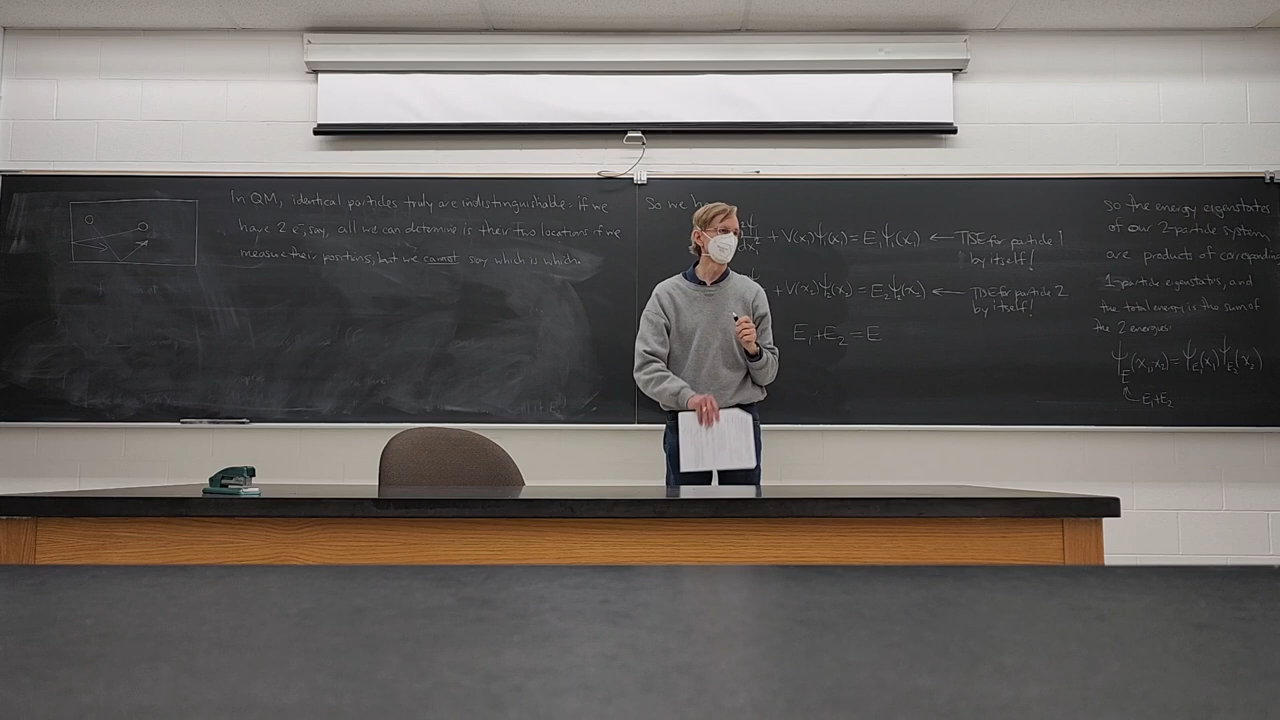 In QM, identical particles truly are indistinguishable: if we
have 2 e⁻, say, all we can determine is their two locations if we
measure their positions, but we cannot say which is which.
So we ha
+ V(x₁)ψ₁(x₁) = E₁ψ₁(x₁) ← TISE for particle 1
by itself!
+ V(x₂)ψ₂(x₂) = E₂ψ₂(x₂) ← TISE for particle 2
by itself!
E₁+E₂=E
So the energy eigenstates
of our 2-particle system
are products of
1-particle eigenstates, and
the total energy is the sum of
the 2 energies:
ψ_E(x₁,x₂)=ψ_E₁(x₁)ψ_E₂(x₂)
E₁+E₂